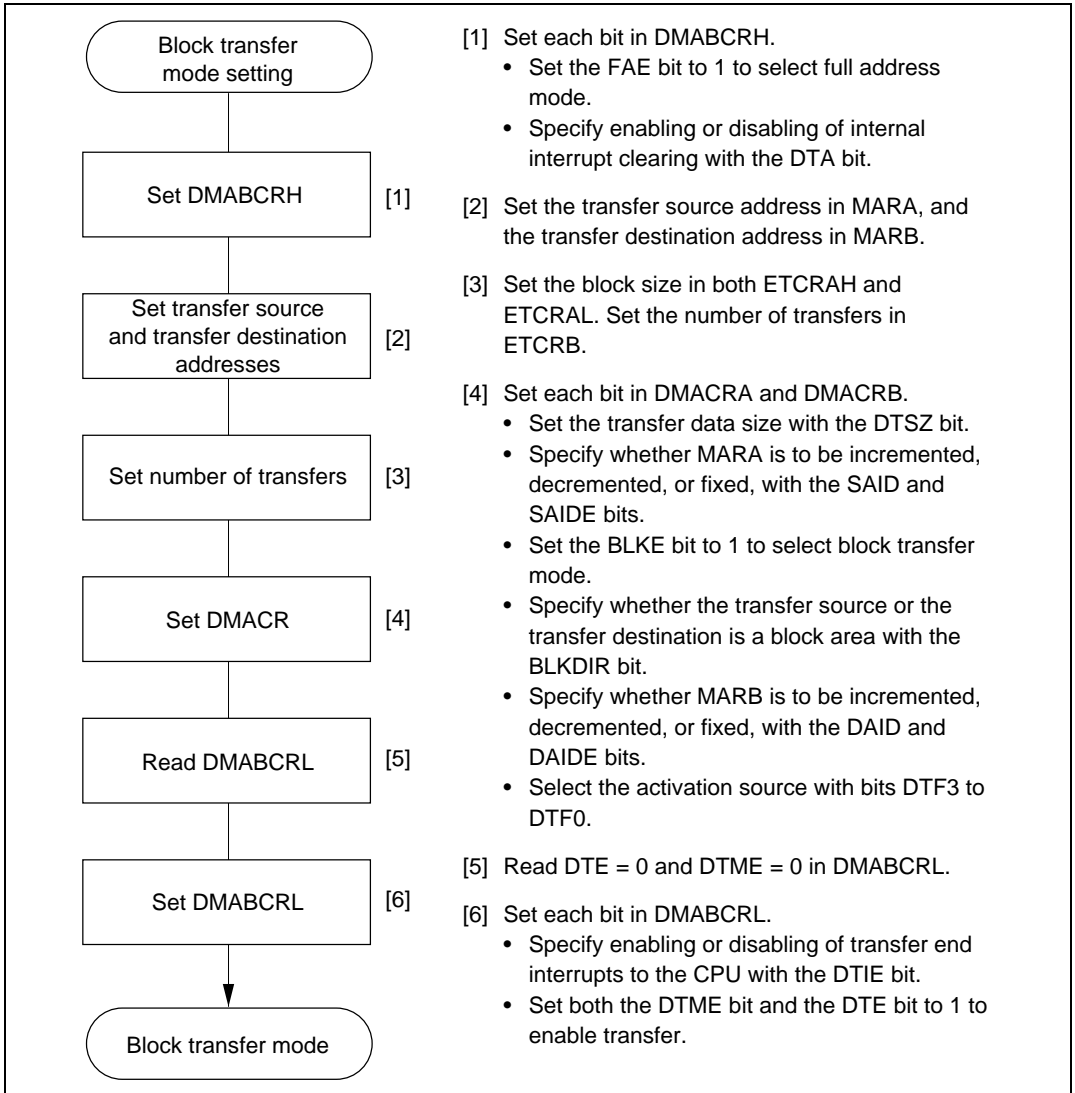 Block transfer
mode setting
Set DMABCRH
[1]
Set transfer source
and transfer destination
addresses
[2]
Set number of transfers
[3]
Set DMACR
[4]
Read DMABCRL
[5]
Set DMABCRL
[6]
Block transfer mode
[1] Set each bit in DMABCRH.
• Set the FAE bit to 1 to select full address
mode.
• Specify enabling or disabling of internal
interrupt clearing with the DTA bit.
[2] Set the transfer source address in MARA, and
the transfer destination address in MARB.
[3] Set the block size in both ETCRAH and
ETCRAL. Set the number of transfers in
ETCRB.
[4] Set each bit in DMACRA and DMACRB.
• Set the transfer data size with the DTSZ bit.
• Specify whether MARA is to be incremented,
decremented, or fixed, with the SAID and
SAIDE bits.
• Set the BLKE bit to 1 to select block transfer
mode.
• Specify whether the transfer source or the
transfer destination is a block area with the
BLKDIR bit.
• Specify whether MARB is to be incremented,
decremented, or fixed, with the DAID and
DAIDE bits.
• Select the activation source with bits DTF3 to
DTF0.
[5] Read DTE = 0 and DTME = 0 in DMABCRL.
[6] Set each bit in DMABCRL.
• Specify enabling or disabling of transfer end
interrupts to the CPU with the DTIE bit.
• Set both the DTME bit and the DTE bit to 1 to
enable transfer.